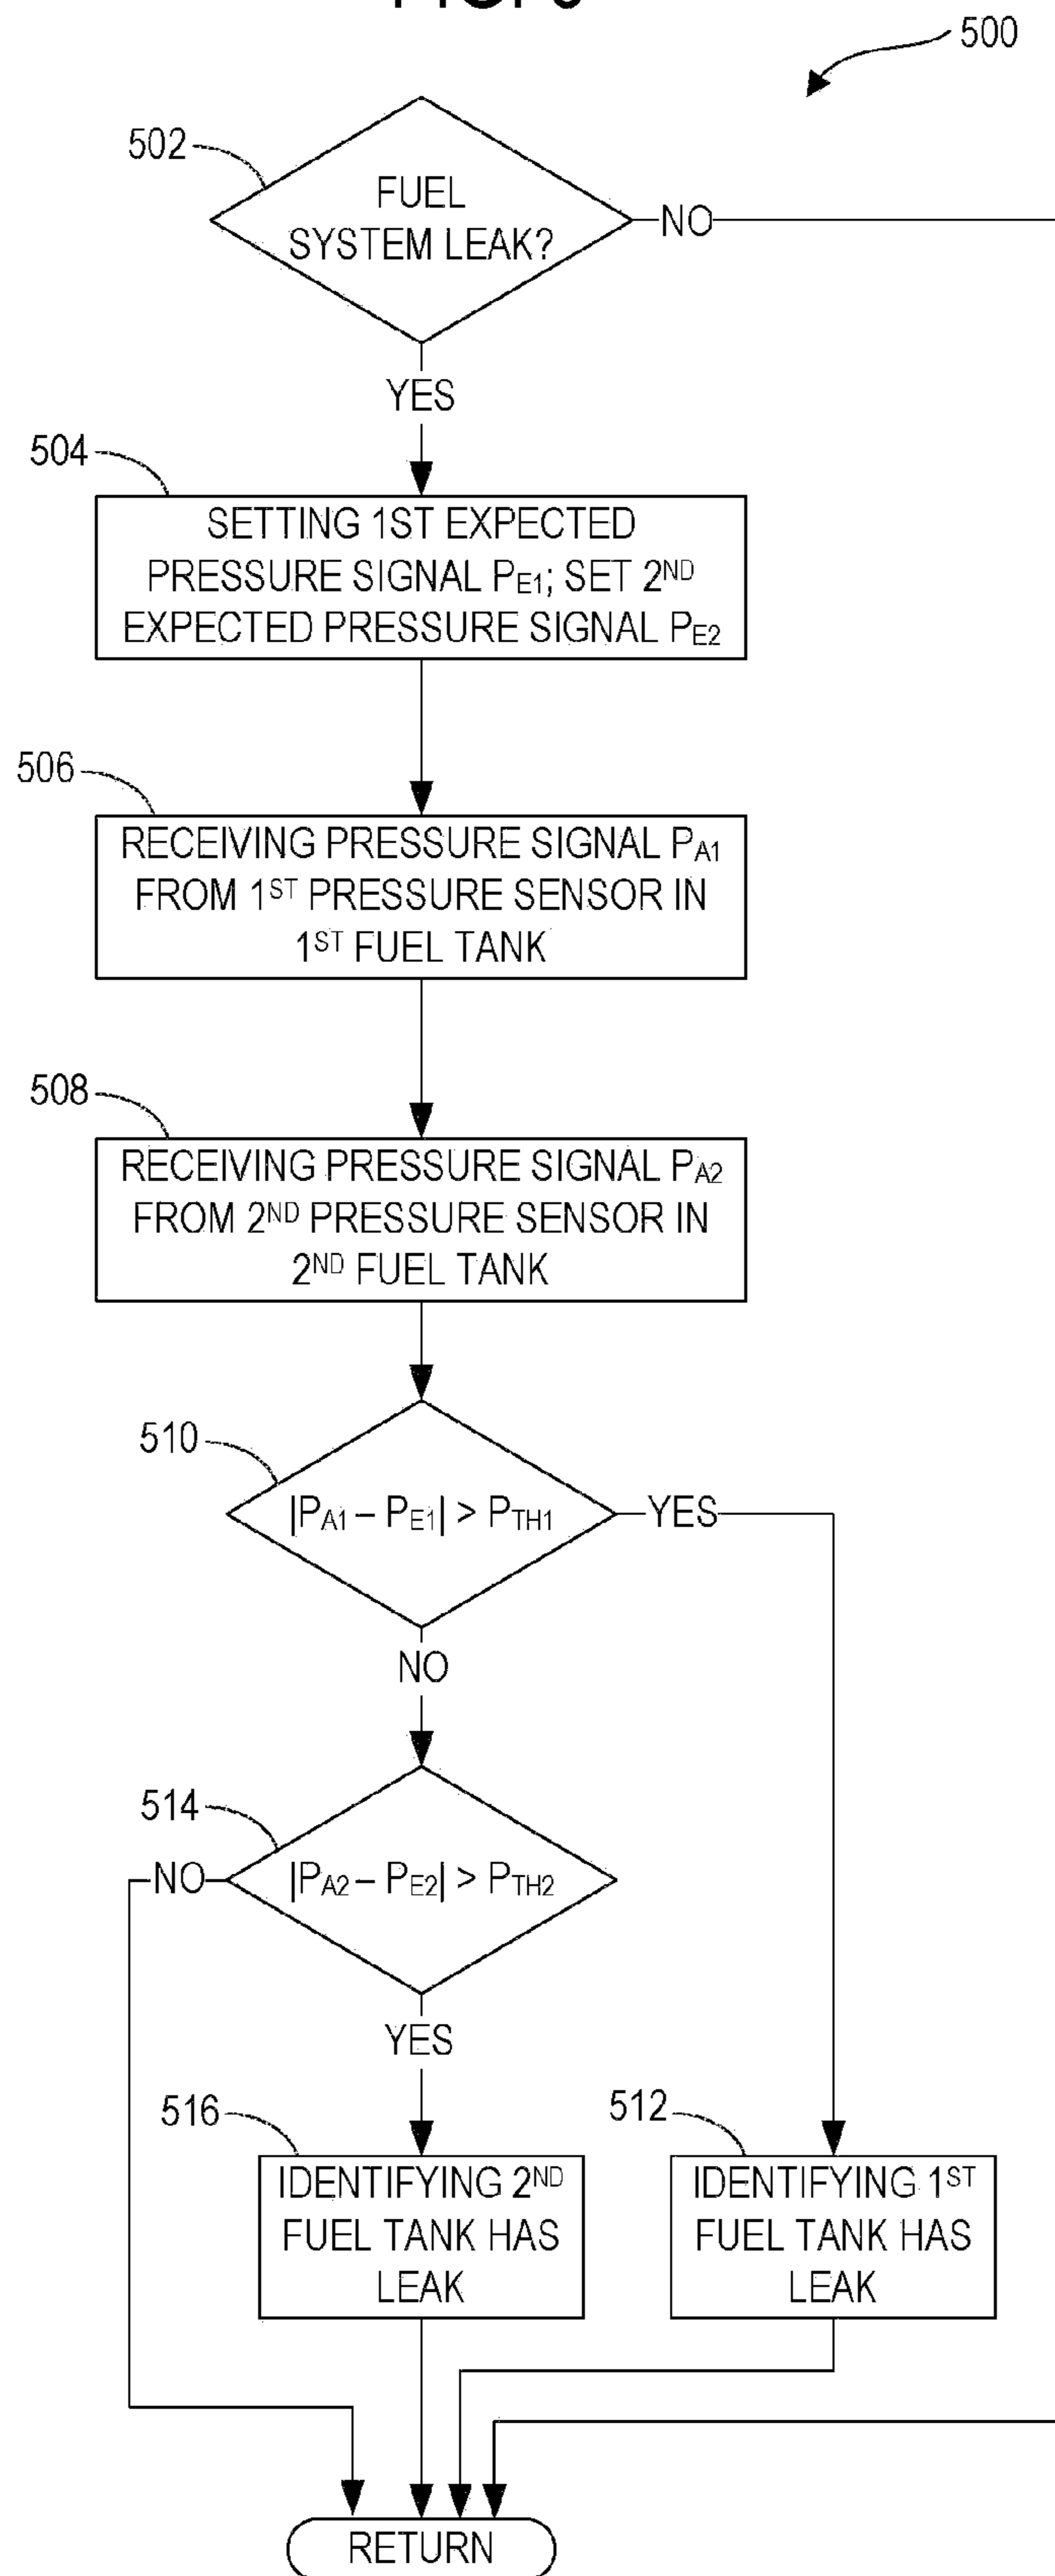 500
502
FUEL
SYSTEM LEAK?
NO
YES
504
SETTING 1ST EXPECTED
PRESSURE SIGNAL PE1; SET 2ND
EXPECTED PRESSURE SIGNAL PE2
506
RECEIVING PRESSURE SIGNAL PA1
FROM 1ST PRESSURE SENSOR IN
1ST FUEL TANK
508
RECEIVING PRESSURE SIGNAL PA2
FROM 2ND PRESSURE SENSOR IN
2ND FUEL TANK
510
|PA1 – PE1| > PTH1
YES
NO
514
NO
|PA2 – PE2| > PTH2
YES
516
512
IDENTIFYING 2ND
FUEL TANK HAS
LEAK
IDENTIFYING 1ST
FUEL TANK HAS
LEAK
RETURN